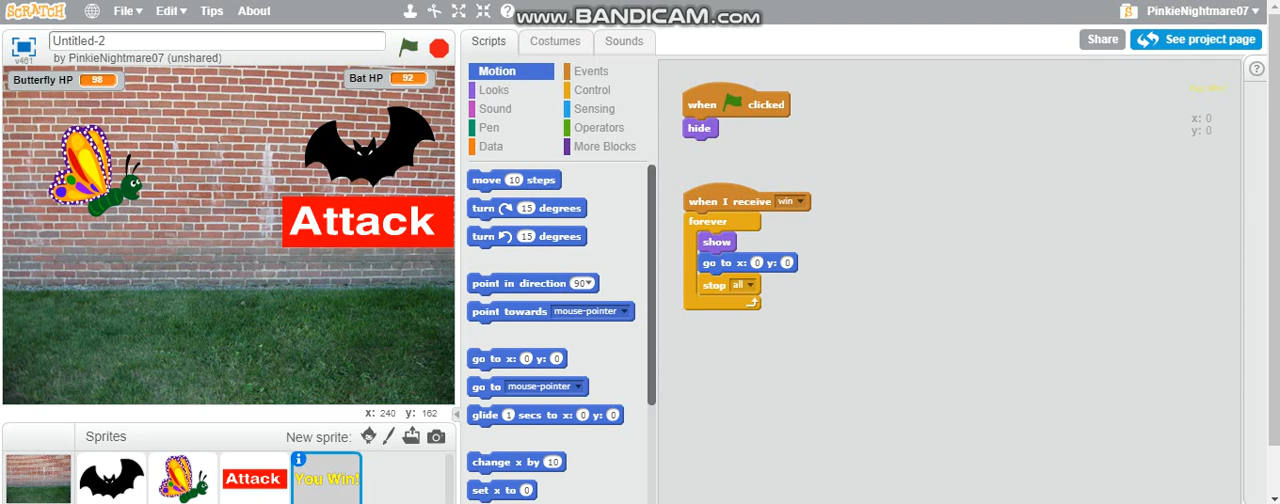 SCRATCH File Edit Tips About
www.BANDICAM.com
PinkieNightmare07
Untitled-2
by PinkieNightmare07 (unshared)
v461
Scripts Costumes Sounds
Share See project page
Butterfly HP 98
Bat HP 92
Attack
Motion Events
Looks Control
Sound Sensing
Pen Operators
Data More Blocks
move 10 steps
turn 15 degrees
turn 15 degrees
point in direction 90
point towards mouse-pointer
go to x: 0 y: 0
go to mouse-pointer
glide 1 secs to x: 0 y: 0
change x by 10
set x to 0
when clicked
hide
when I receive win
forever
show
go to x: 0 y: 0
stop all
You Win!
x: 0
y: 0
x: 240 y: 162
Sprites New sprite:
Attack
You Win!